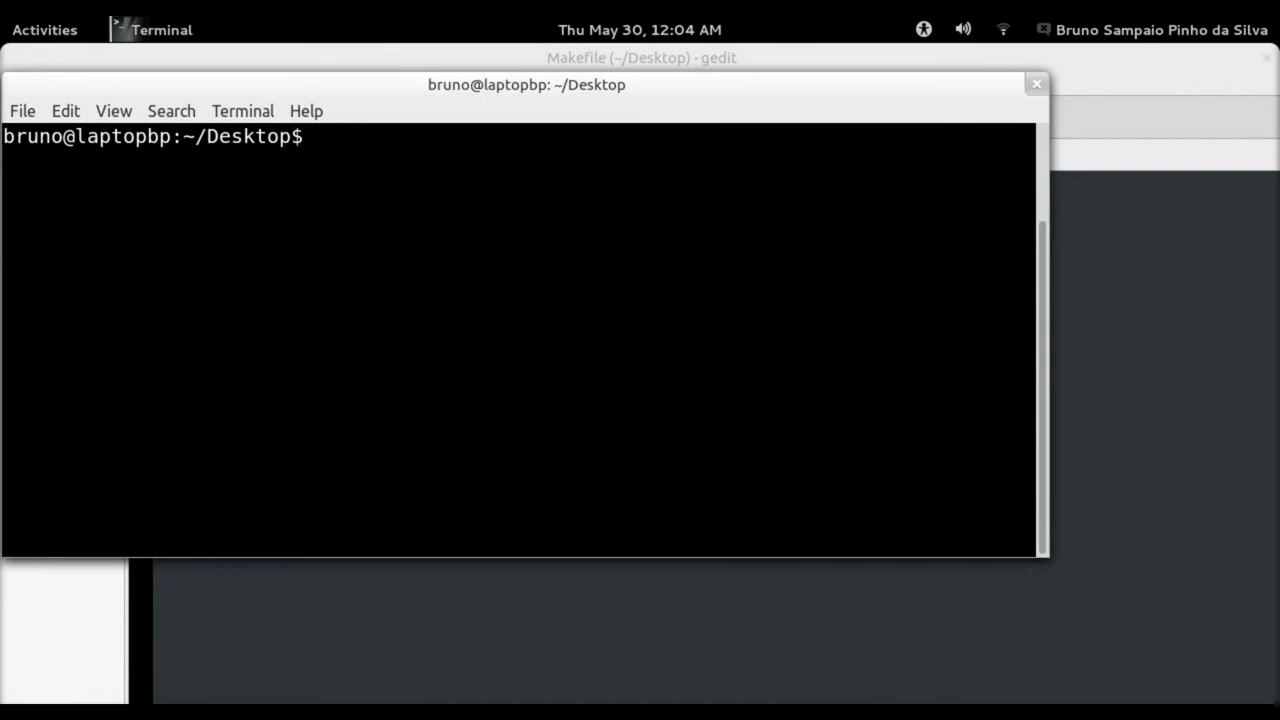 Activities Terminal Thu May 30, 12:04 AM Bruno Sampaio Pinho da Silva
Makefile (~/Desktop) - gedit
bruno@laptopbp: ~/Desktop
File Edit View Search Terminal Help
bruno@laptopbp:~/Desktop$